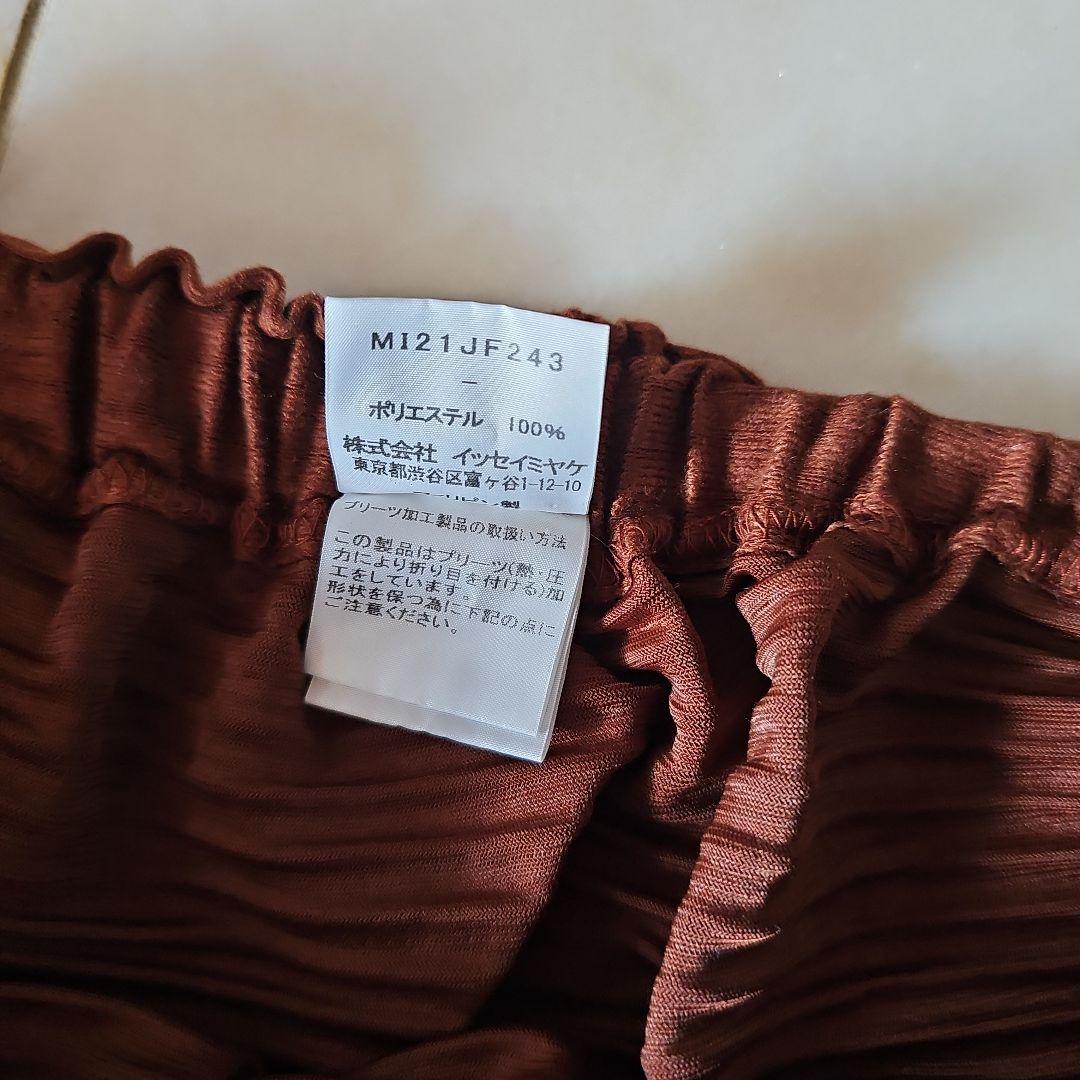 MI21JF243
－
ポリエステル 100%
株式会社 イッセイミヤケ
東京都渋谷区富ヶ谷1-12-10
プリーツ加工製品の取扱い方法
この製品はプリーツ(熱・圧
力により折り目を付ける)加
工をしています。
形状を保つ為に下記の点に
ご注意ください。